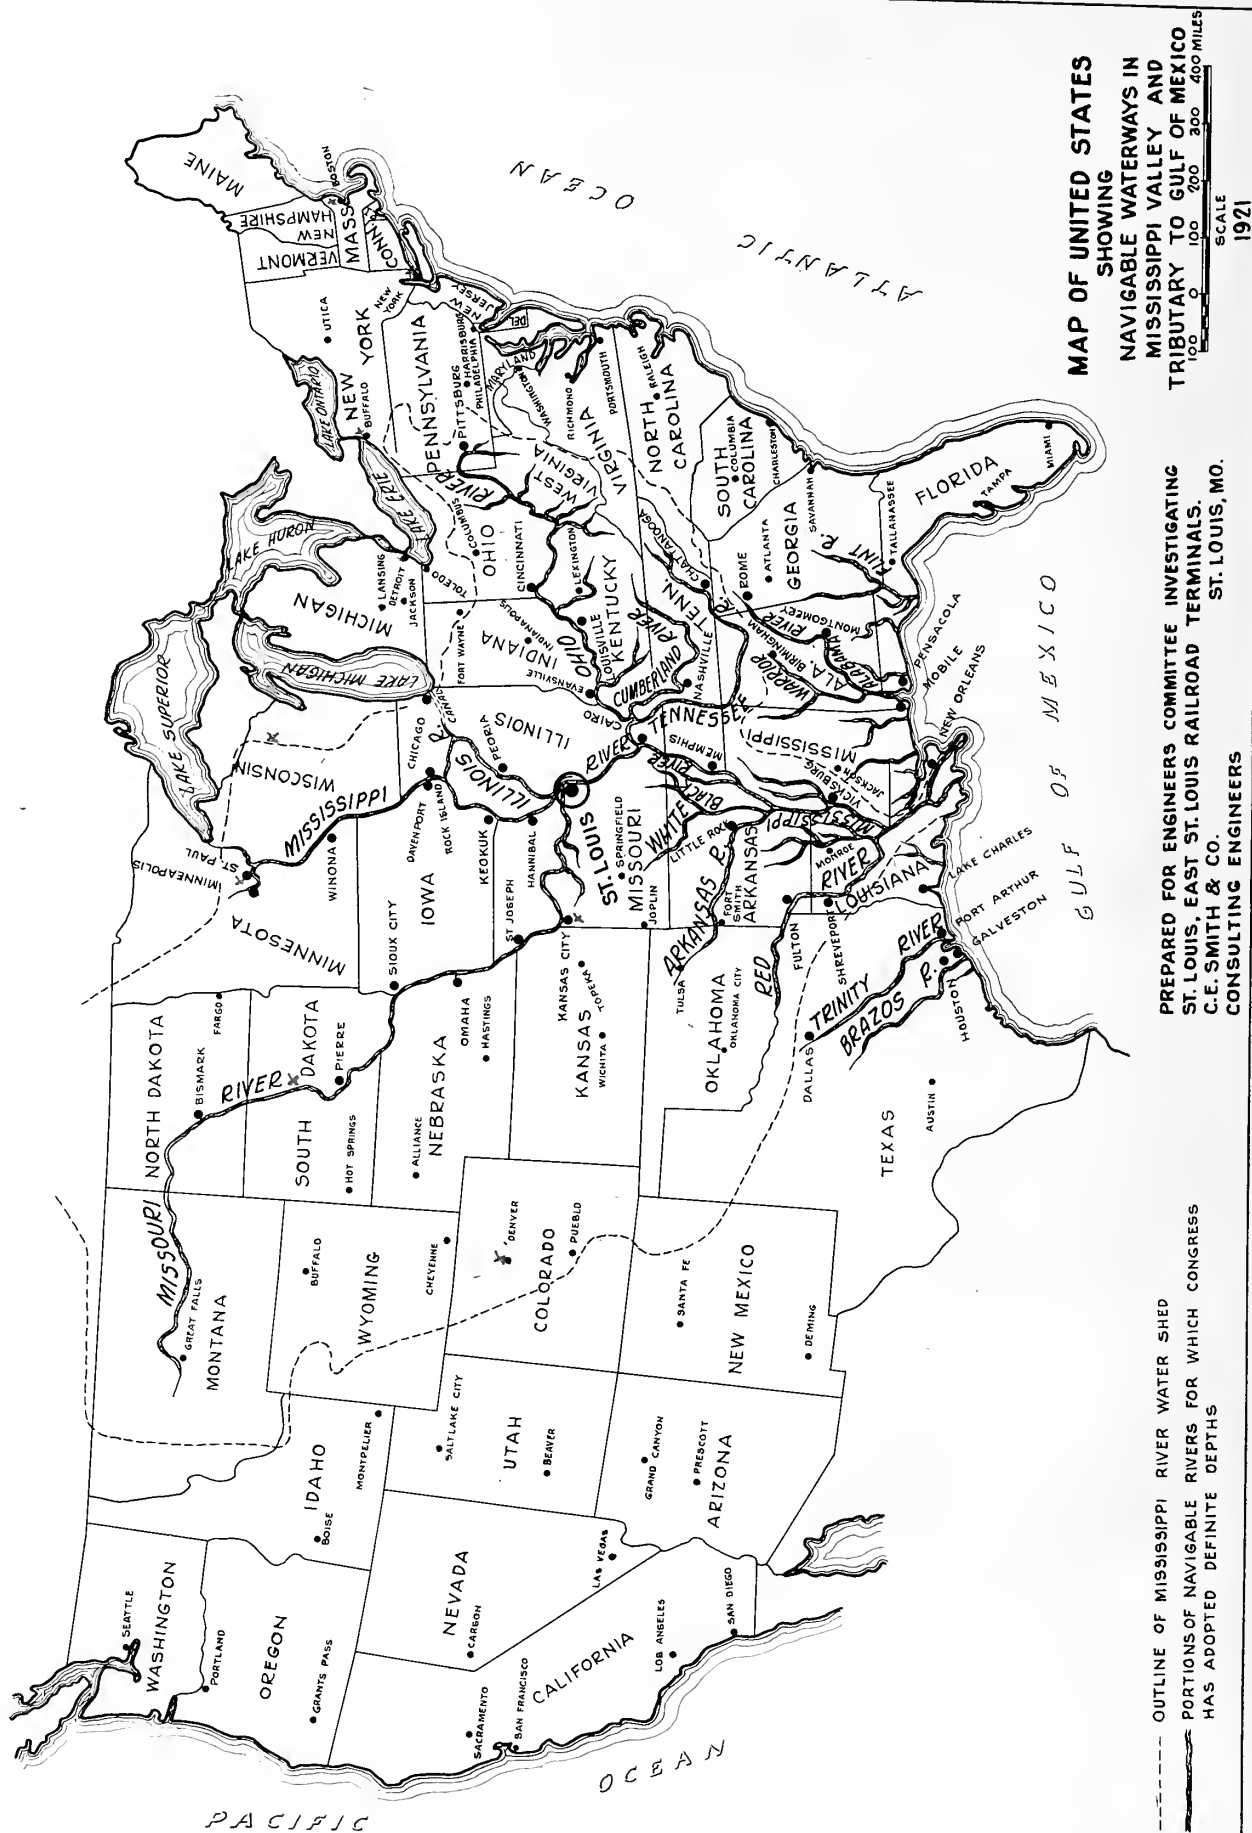 MAP OF UNITED STATES
SHOWING
NAVIGABLE WATERWAYS IN
MISSISSIPPI VALLEY AND
TRIBUTARY TO GULF OF MEXICO
100 0 100 200 300 400 MILES
SCALE
1921
PREPARED FOR ENGINEERS COMMITTEE INVESTIGATING
ST. LOUIS, EAST ST. LOUIS RAILROAD TERMINALS.
C.E. SMITH & CO. ST. LOUIS, MO.
CONSULTING ENGINEERS
OUTLINE OF MISSISSIPPI RIVER WATER SHED
PORTIONS OF NAVIGABLE RIVERS FOR WHICH CONGRESS
HAS ADOPTED DEFINITE DEPTHS
PACIFIC
OCEAN
ATLANTIC
OCEAN
GULF OF MEXICO
WASHINGTON
SEATTLE
OREGON
PORTLAND
GRANTS PASS
CALIFORNIA
SACRAMENTO
SAN FRANCISCO
LOS ANGELES
SAN DIEGO
NEVADA
CARSON
LAS VEGAS
IDAHO
BOISE
MONTPELIER
UTAH
SALT LAKE CITY
BEAVER
ARIZONA
GRAND CANYON
PRESCOTT
MONTANA
GREAT FALLS
MISSOURI
RIVER
WYOMING
BUFFALO
CHEYENNE
COLORADO
DENVER
PUEBLO
NEW MEXICO
SANTA FE
DEMING
NORTH DAKOTA
BISMARK
FARGO
SOUTH
DAKOTA
PIERRE
HOT SPRINGS
NEBRASKA
ALLIANCE
OMAHA
HASTINGS
KANSAS
KANSAS CITY
TOPEKA
WICHITA
OKLAHOMA
TULSA
OKLAHOMA CITY
TEXAS
DALLAS
AUSTIN
HOUSTON
GALVESTON
PORT ARTHUR
TRINITY
RIVER
BRAZOS
R.
RED
RIVER
ARKANSAS R.
MINNESOTA
MINNEAPOLIS
ST. PAUL
WINONA
IOWA
SIOUX CITY
DAVENPORT
ROCK ISLAND
KEOKUK
MISSOURI
ST JOSEPH
HANNIBAL
ST. LOUIS
SPRINGFIELD
JOPLIN
ARKANSAS
FORT SMITH
LITTLE ROCK
FULTON
WHITE
BLACK
RIVER
LOUISIANA
SHREVEPORT
MONROE
LAKE CHARLES
NEW ORLEANS
WISCONSIN
MISSISSIPPI
LAKE SUPERIOR
LAKE MICHIGAN
LAKE HURON
LAKE ERIE
LAKE ONTARIO
ILLINOIS
CHICAGO
CANAL
R.
ILLINOIS
PEORIA
CAIRO
RIVER
MISSISSIPPI
MICHIGAN
LANSING
DETROIT
JACKSON
INDIANA
FORT WAYNE
INDIANAPOLIS
EVANSVILLE
OHIO
TOLEDO
COLUMBUS
CINCINNATI
OHIO
RIVER
KENTUCKY
LOUISVILLE
LEXINGTON
TENN.
CHATTANOOGA
NASHVILLE
MEMPHIS
CUMBERLAND
RIVER
TENNESSEE
R.
MISSISSIPPI
VICKSBURG
JACKSON
ALA.
BIRMINGHAM
MONTGOMERY
MOBILE
WARRIOR
ALABAMA
RIVER
GEORGIA
ROME
ATLANTA
SAVANNAH
FLINT R.
FLORIDA
PENSACOLA
TALLAHASSEE
TAMPA
MIAMI
SOUTH
CAROLINA
COLUMBIA
CHARLESTON
NORTH
CAROLINA
RALEIGH
VIRGINIA
RICHMOND
PORTSMOUTH
WEST
VIRGINIA
MARYLAND
WASHINGTON
DEL
PENNSYLVANIA
PITTSBURG
HARRISBURG
PHILADELPHIA
NEW
JERSEY
NEW
YORK
BUFFALO
UTICA
NEW
YORK
CONN.
MASS
BOSTON
VERMONT
NEW
HAMPSHIRE
MAINE